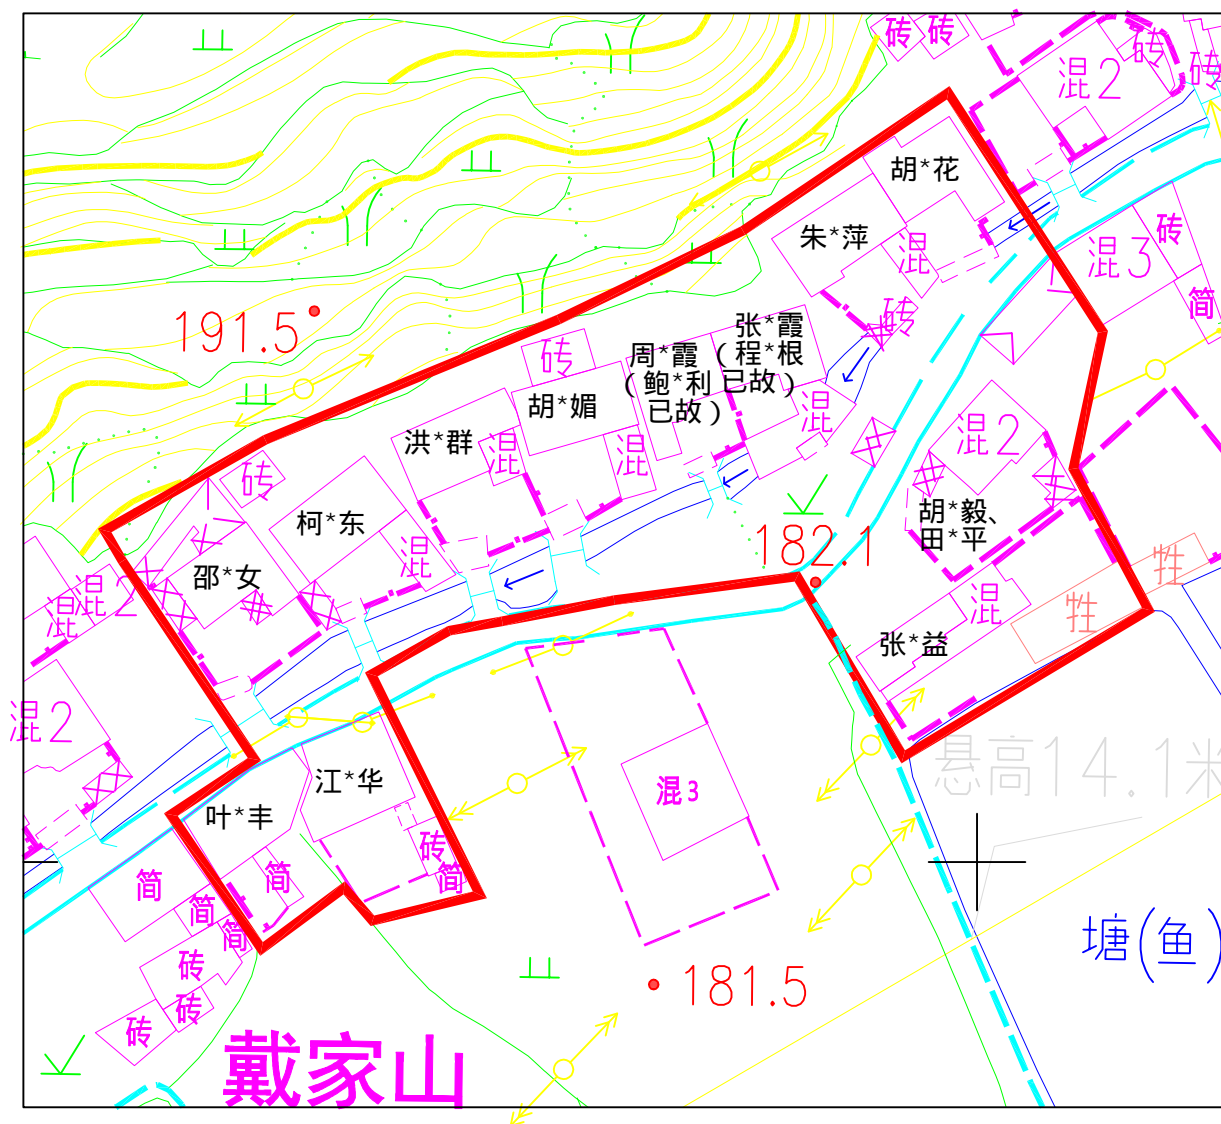 砖
砖
砖
砖
混2
胡*花
朱*萍
混
混3
砖
简
砖
191.5
张*霞
（程*根
已故）
周*霞
（鲍*利
已故）
砖
胡*媚
混
混
混2
洪*群
混
砖
柯*东
混
182.1
胡*毅、
田*平
牲
牲
邵*女
混2
混
混
张*益
混2
江*华
叶*丰
混3
悬高14.1米
砖
简
简
简
简
简
砖
砖
砖
塘(鱼)
181.5
戴家山